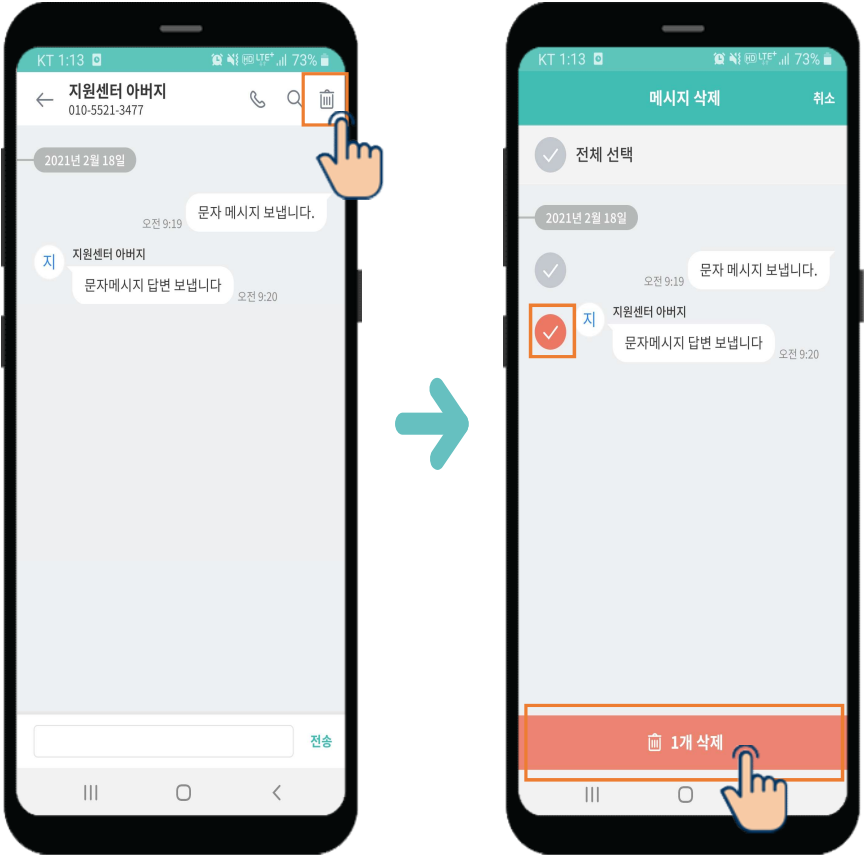 KT 1:13
LTE+ 73%
지원센터 아버지
010-5521-3477
2021년 2월 18일
문자 메시지 보냅니다.
오전 9:19
지
지원센터 아버지
문자메시지 답변 보냅니다
오전 9:20
전송
KT 1:13
LTE+ 73%
메시지 삭제
취소
전체 선택
2021년 2월 18일
문자 메시지 보냅니다.
오전 9:19
지
지원센터 아버지
문자메시지 답변 보냅니다
오전 9:20
1개 삭제